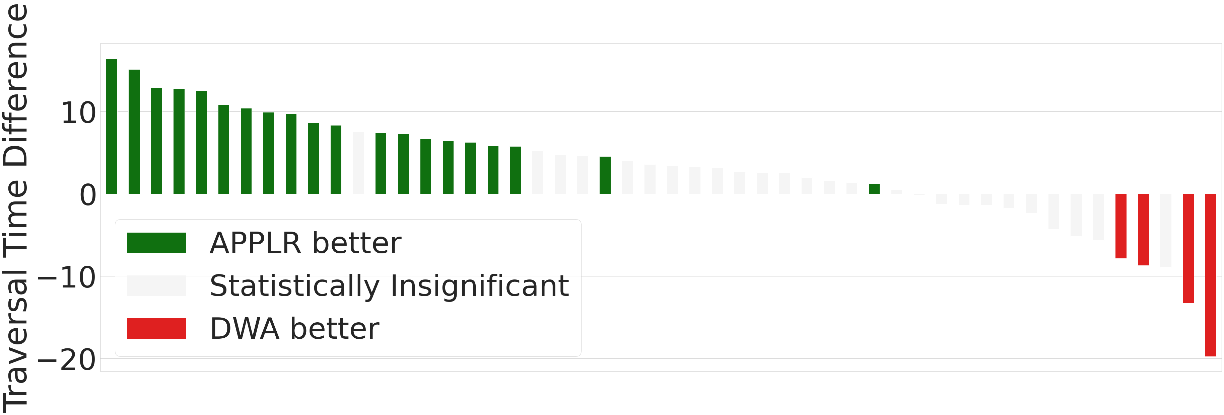 Traversal Time Difference
10
0
−10
−20
APPLR better
Statistically Insignificant
DWA better